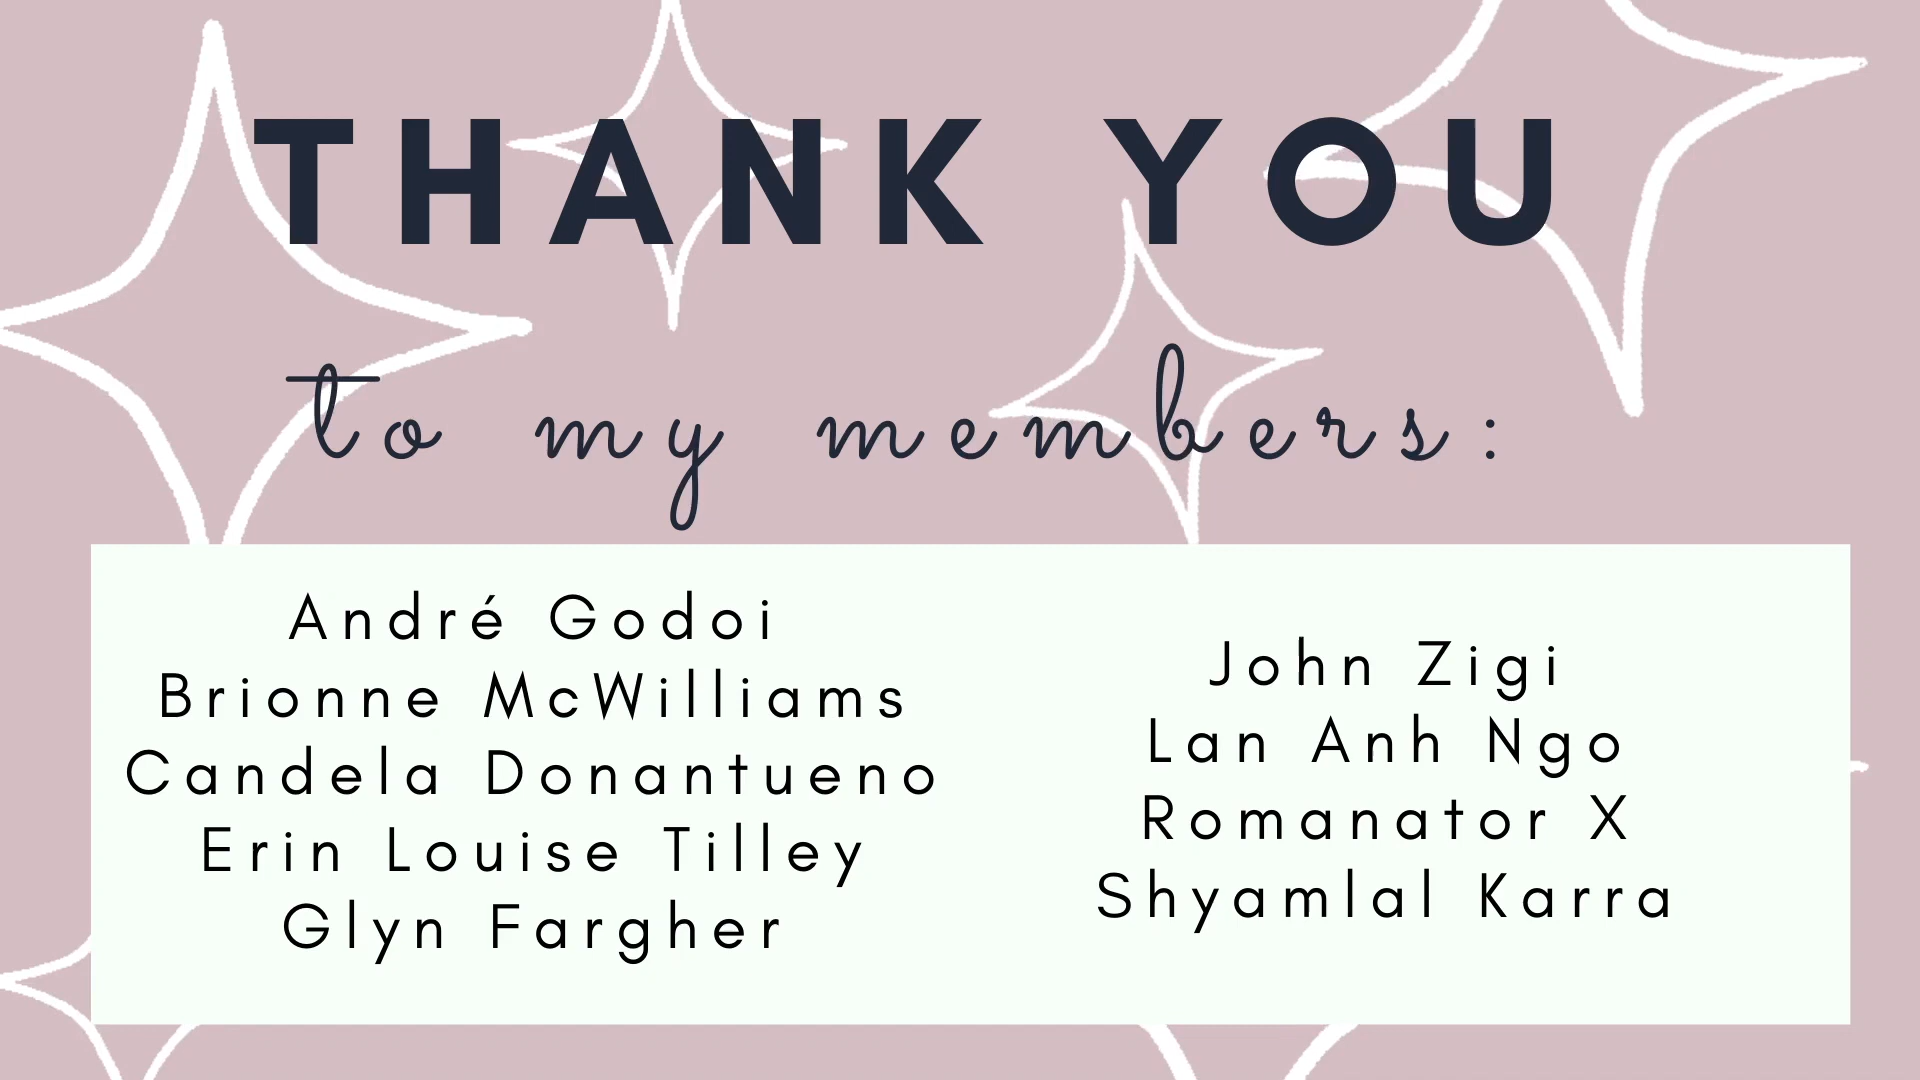 THANK YOU
to my members:
André Godoi
Brionne McWilliams
Candela Donantueno
Erin Louise Tilley
Glyn Fargher
John Zigi
Lan Anh Ngo
Romanator X
Shyamlal Karra